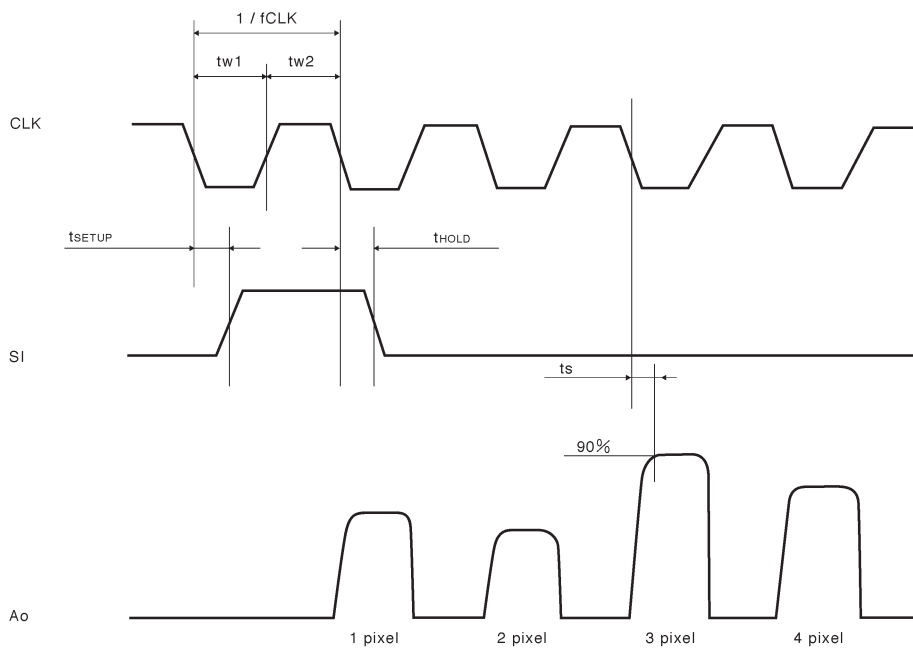 1 / fCLK
tw1 tw2
CLK
tSETUP tHOLD
SI
ts
90%
Ao
1 pixel 2 pixel 3 pixel 4 pixel